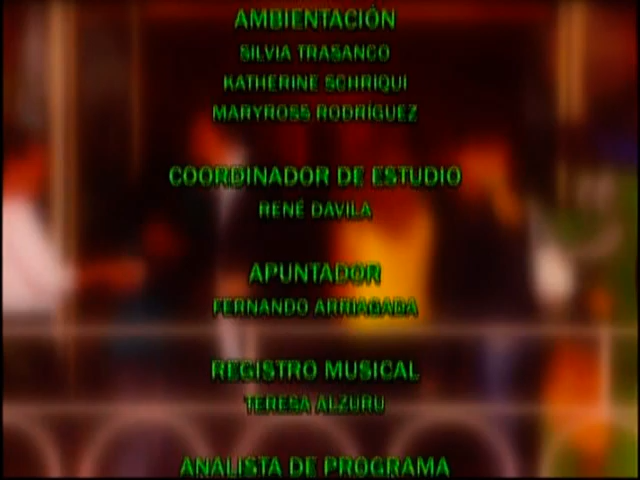 AMBIENTACIÓN
SILVIA TRASANCO
KATHERINE SCHRIQUI
MARYROSS RODRÍGUEZ
COORDINADOR DE ESTUDIO
RENÉ DAVILA
APUNTADOR
FERNANDO ARRIAGADA
REGISTRO MUSICAL
TERESA ALZURU
ANALISTA DE PROGRAMA